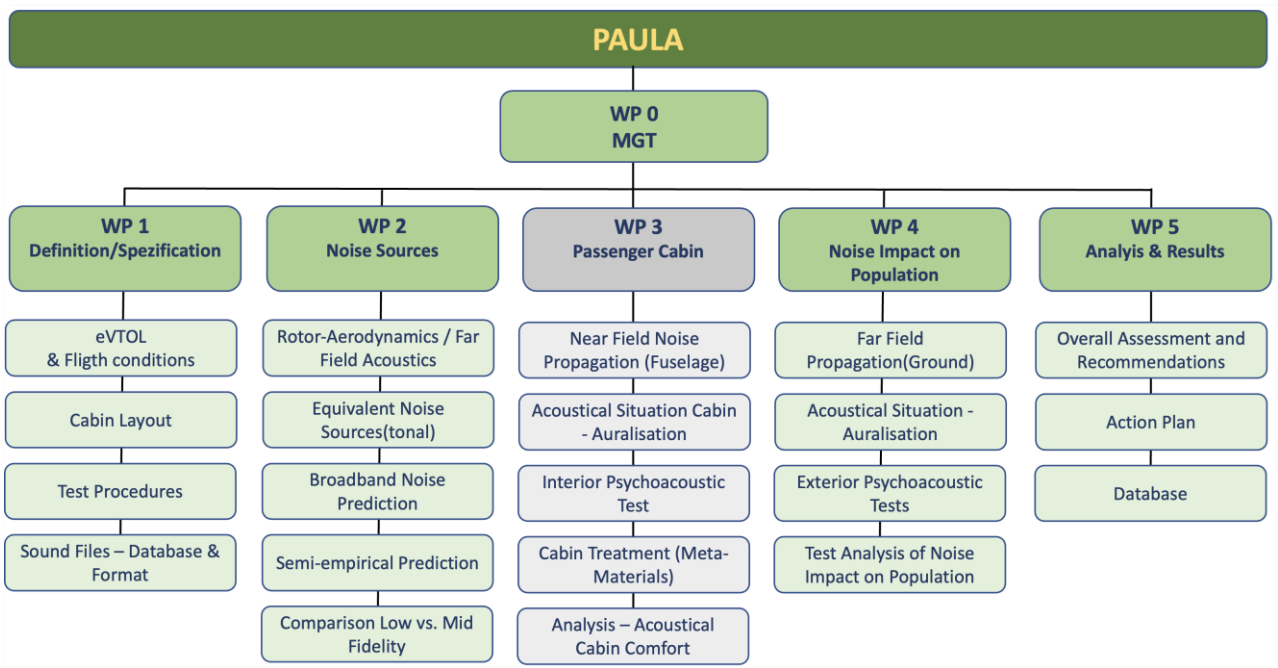 PAULA
WP 0
MGT
WP 1
Definition/Spezification
eVTOL
& Fligth conditions
Cabin Layout
Test Procedures
Sound Files – Database &
Format
WP 2
Noise Sources
Rotor-Aerodynamics / Far
Field Acoustics
Equivalent Noise
Sources(tonal)
Broadband Noise
Prediction
Semi-empirical Prediction
Comparison Low vs. Mid
Fidelity
WP 3
Passenger Cabin
Near Field Noise
Propagation (Fuselage)
Acoustical Situation Cabin
- Auralisation
Interior Psychoacoustic
Test
Cabin Treatment (Meta-
Materials)
Analysis – Acoustical
Cabin Comfort
WP 4
Noise Impact on
Population
Far Field
Propagation(Ground)
Acoustical Situation -
Auralisation
Exterior Psychoacoustic
Tests
Test Analysis of Noise
Impact on Population
WP 5
Analyis & Results
Overall Assessment and
Recommendations
Action Plan
Database